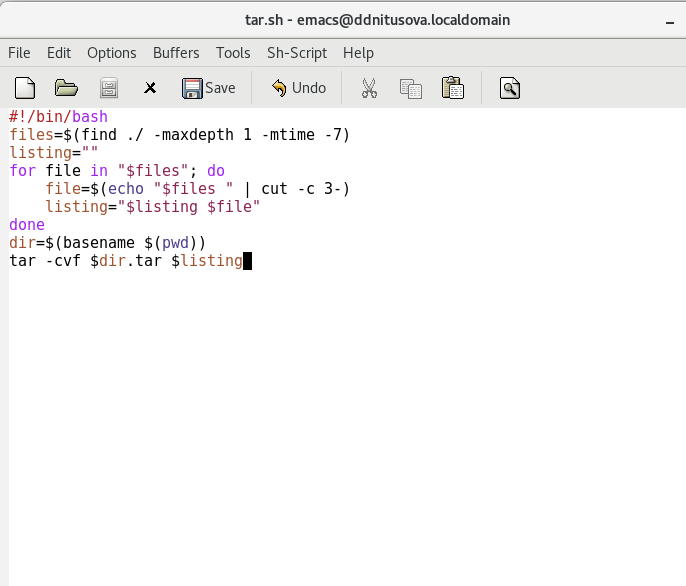 tar.sh - emacs@ddnitusova.localdomain
File Edit Options Buffers Tools Sh-Script Help
Save Undo
#!/bin/bash
files=$(find ./ -maxdepth 1 -mtime -7)
listing=""
for file in "$files"; do
    file=$(echo "$files " | cut -c 3-)
    listing="$listing $file"
done
dir=$(basename $(pwd))
tar -cvf $dir.tar $listing